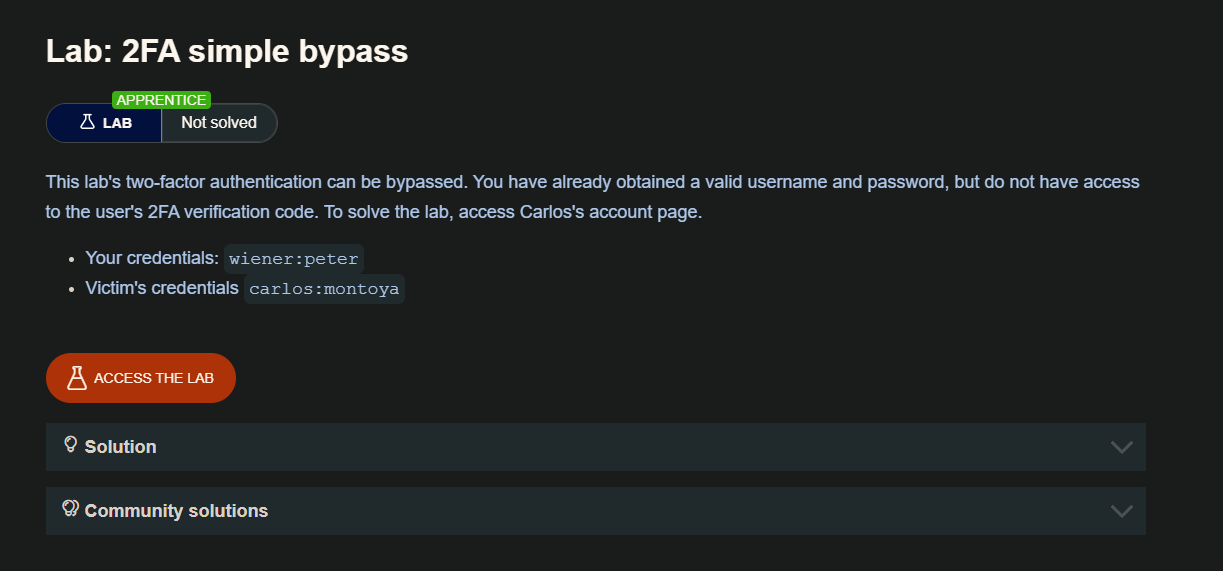 Lab: 2FA simple bypass
APPRENTICE
LAB Not solved
This lab's two-factor authentication can be bypassed. You have already obtained a valid username and password, but do not have access
to the user's 2FA verification code. To solve the lab, access Carlos's account page.
• Your credentials: wiener:peter
• Victim's credentials carlos:montoya
ACCESS THE LAB
Solution
Community solutions